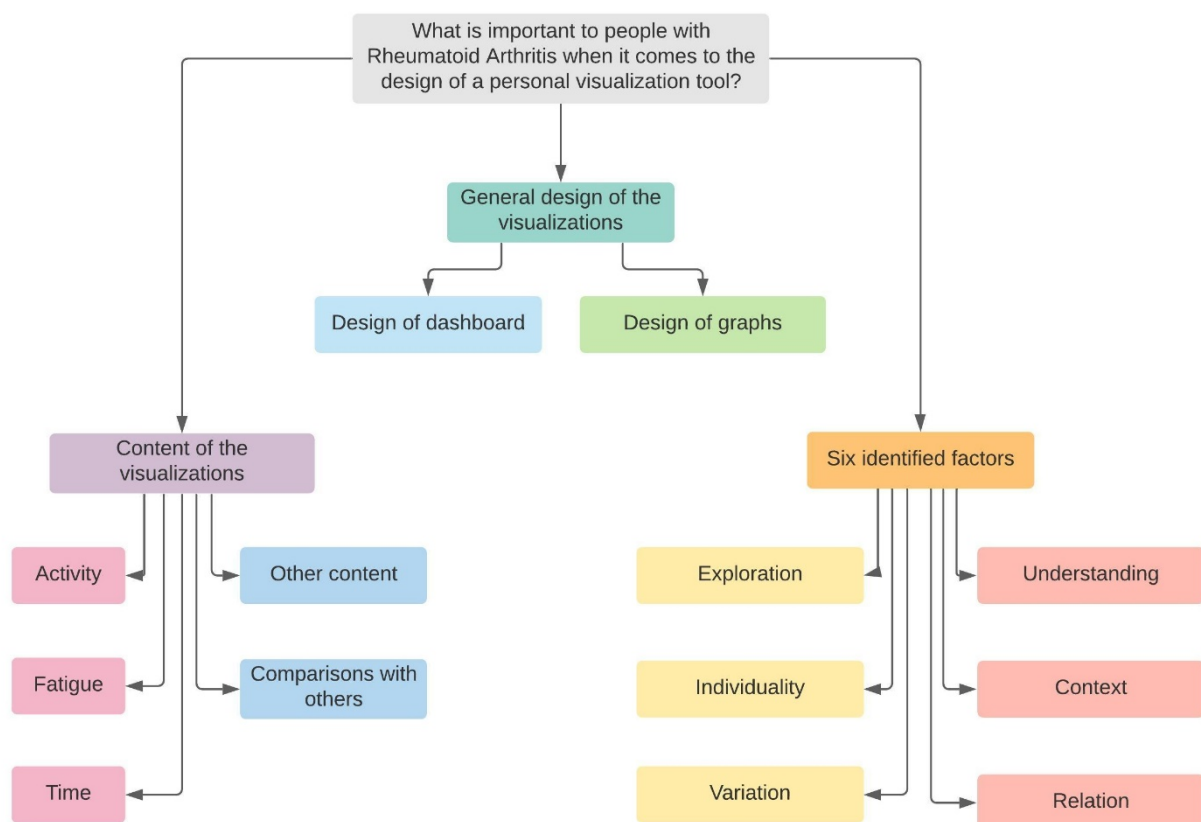 What is important to people with
Rheumatoid Arthritis when it comes to the
design of a personal visualization tool?
General design of the
visualizations
Design of dashboard
Design of graphs
Content of the
visualizations
Activity
Other content
Fatigue
Comparisons with
others
Time
Six identified factors
Exploration
Understanding
Individuality
Context
Variation
Relation